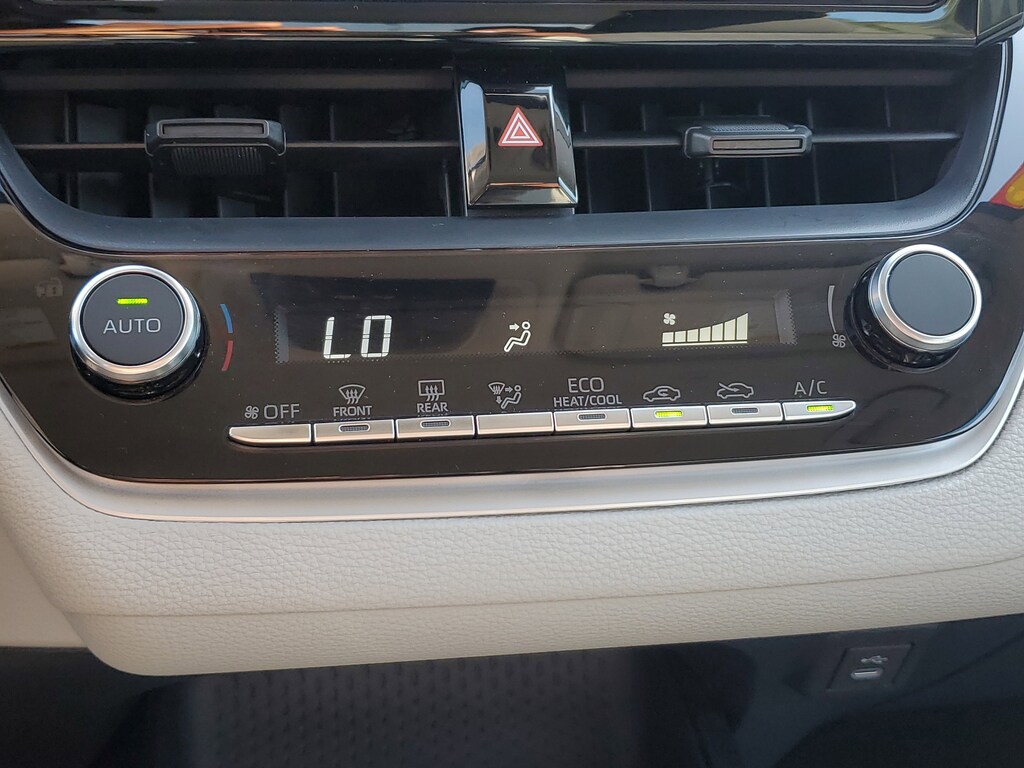 AUTO
LO
OFF
FRONT
REAR
ECO
HEAT/COOL
A/C